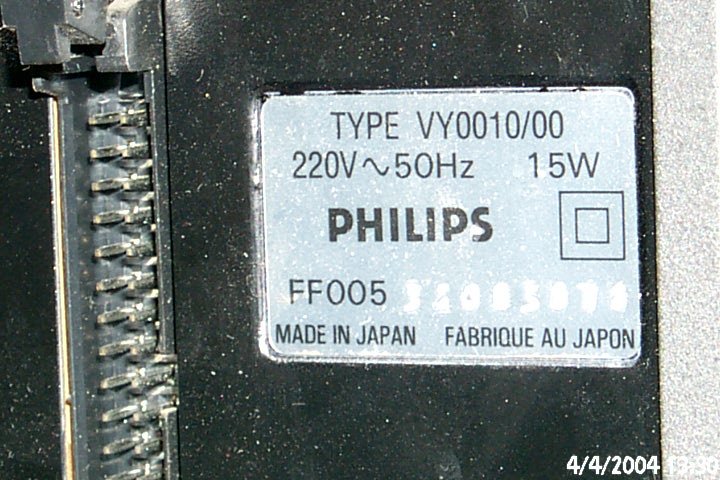 TYPE VY0010/00
220V~50Hz 15W
PHILIPS
FF005
MADE IN JAPAN FABRIQUE AU JAPON
4/4/2004